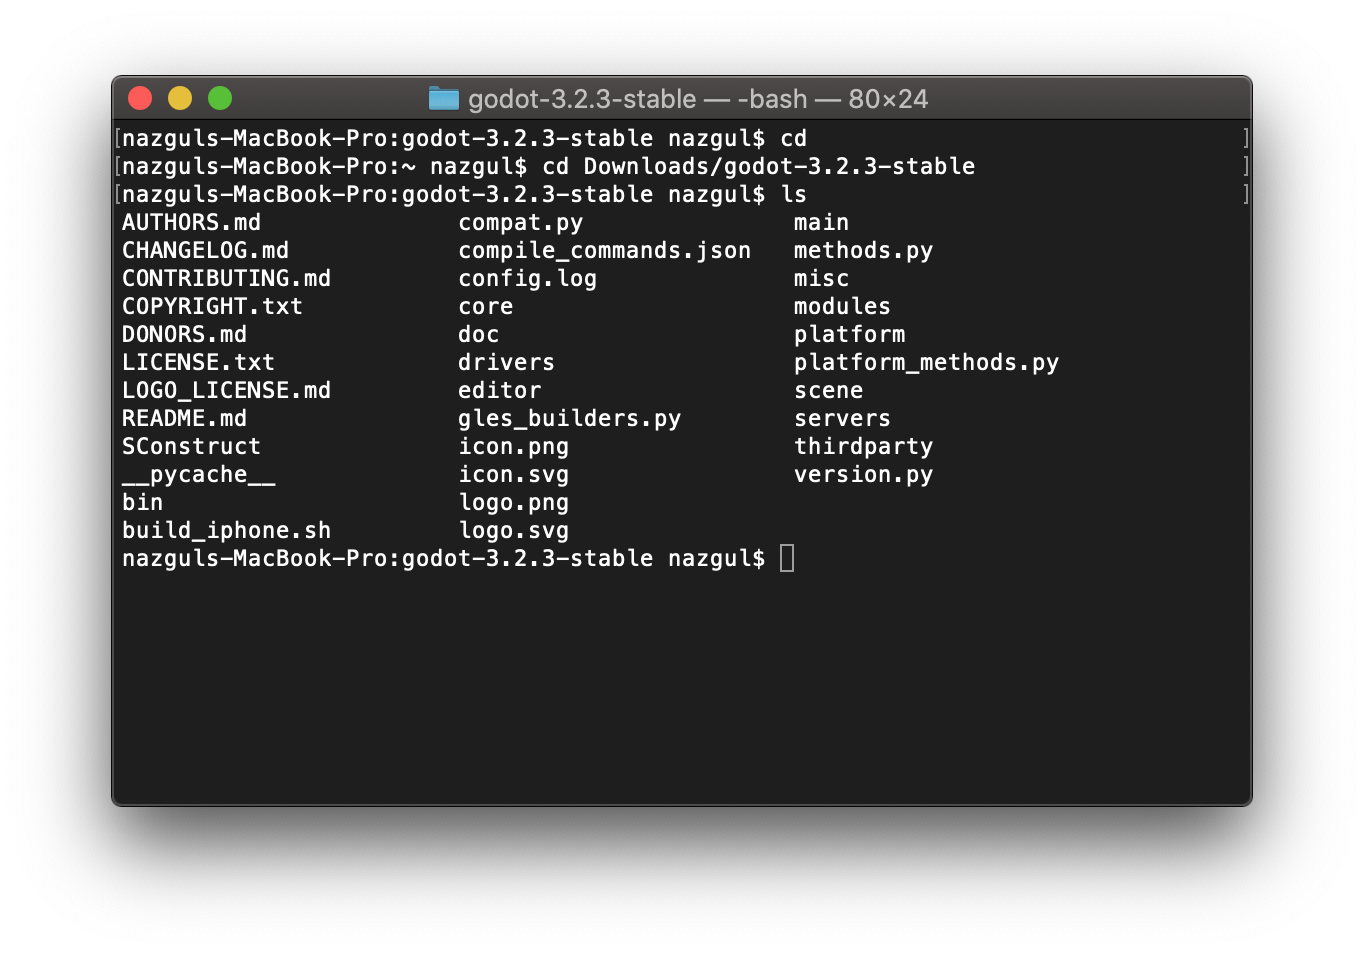 godot-3.2.3-stable — -bash — 80×24
[nazguls-MacBook-Pro:godot-3.2.3-stable nazgul$ cd ]
[nazguls-MacBook-Pro:~ nazgul$ cd Downloads/godot-3.2.3-stable ]
[nazguls-MacBook-Pro:godot-3.2.3-stable nazgul$ ls ]
AUTHORS.md compat.py main
CHANGELOG.md compile_commands.json methods.py
CONTRIBUTING.md config.log misc
COPYRIGHT.txt core modules
DONORS.md doc platform
LICENSE.txt drivers platform_methods.py
LOGO_LICENSE.md editor scene
README.md gles_builders.py servers
SConstruct icon.png thirdparty
__pycache__ icon.svg version.py
bin logo.png
build_iphone.sh logo.svg
nazguls-MacBook-Pro:godot-3.2.3-stable nazgul$